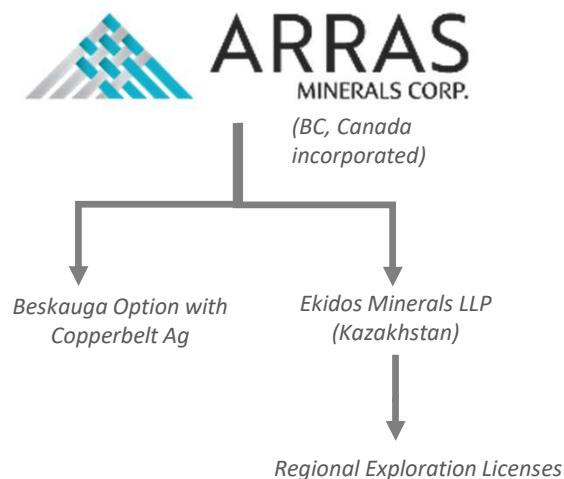 ARRAS
MINERALS CORP.
(BC, Canada
incorporated)
Beskauga Option with
Copperbelt Ag
Ekidos Minerals LLP
(Kazakhstan)
Regional Exploration Licenses